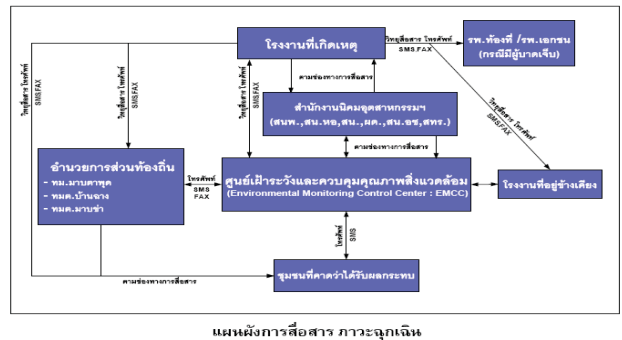 โรงงานที่เกิดเหตุ
วิทยุสื่อสาร โทรศัพท์
SMS,FAX
รพ.ท้องที่ /รพ.เอกชน
(กรณีมีผู้บาดเจ็บ)
วิทยุสื่อสาร โทรศัพท์
SMS,FAX
วิทยุสื่อสาร โทรศัพท์
SMS,FAX
วิทยุสื่อสาร โทรศัพท์
SMS,FAX
ตามช่องทางการสื่อสาร
วิทยุสื่อสาร โทรศัพท์
SMS,FAX
สำนักงานนิคมอุตสาหกรรมฯ
(สนพ.,สน.หอ,สน.,ผด.,สน.อช,สทร.)
ตามช่องทางการสื่อสาร
อำนวยการส่วนท้องถิ่น
- ทม.มาบตาพุด
- ทมต.บ้านฉาง
- ทมต.มาบข่า
โทรศัพท์
SMS
FAX
ศูนย์เฝ้าระวังและควบคุมคุณภาพสิ่งแวดล้อม
(Environmental Monitoring Control Center : EMCC)
โรงงานที่อยู่ข้างเคียง
โทรศัพท์
SMS
ตามช่องทางการสื่อสาร
ชุมชนที่คาดว่าได้รับผลกระทบ
แผนผังการสื่อสาร ภาวะฉุกเฉิน